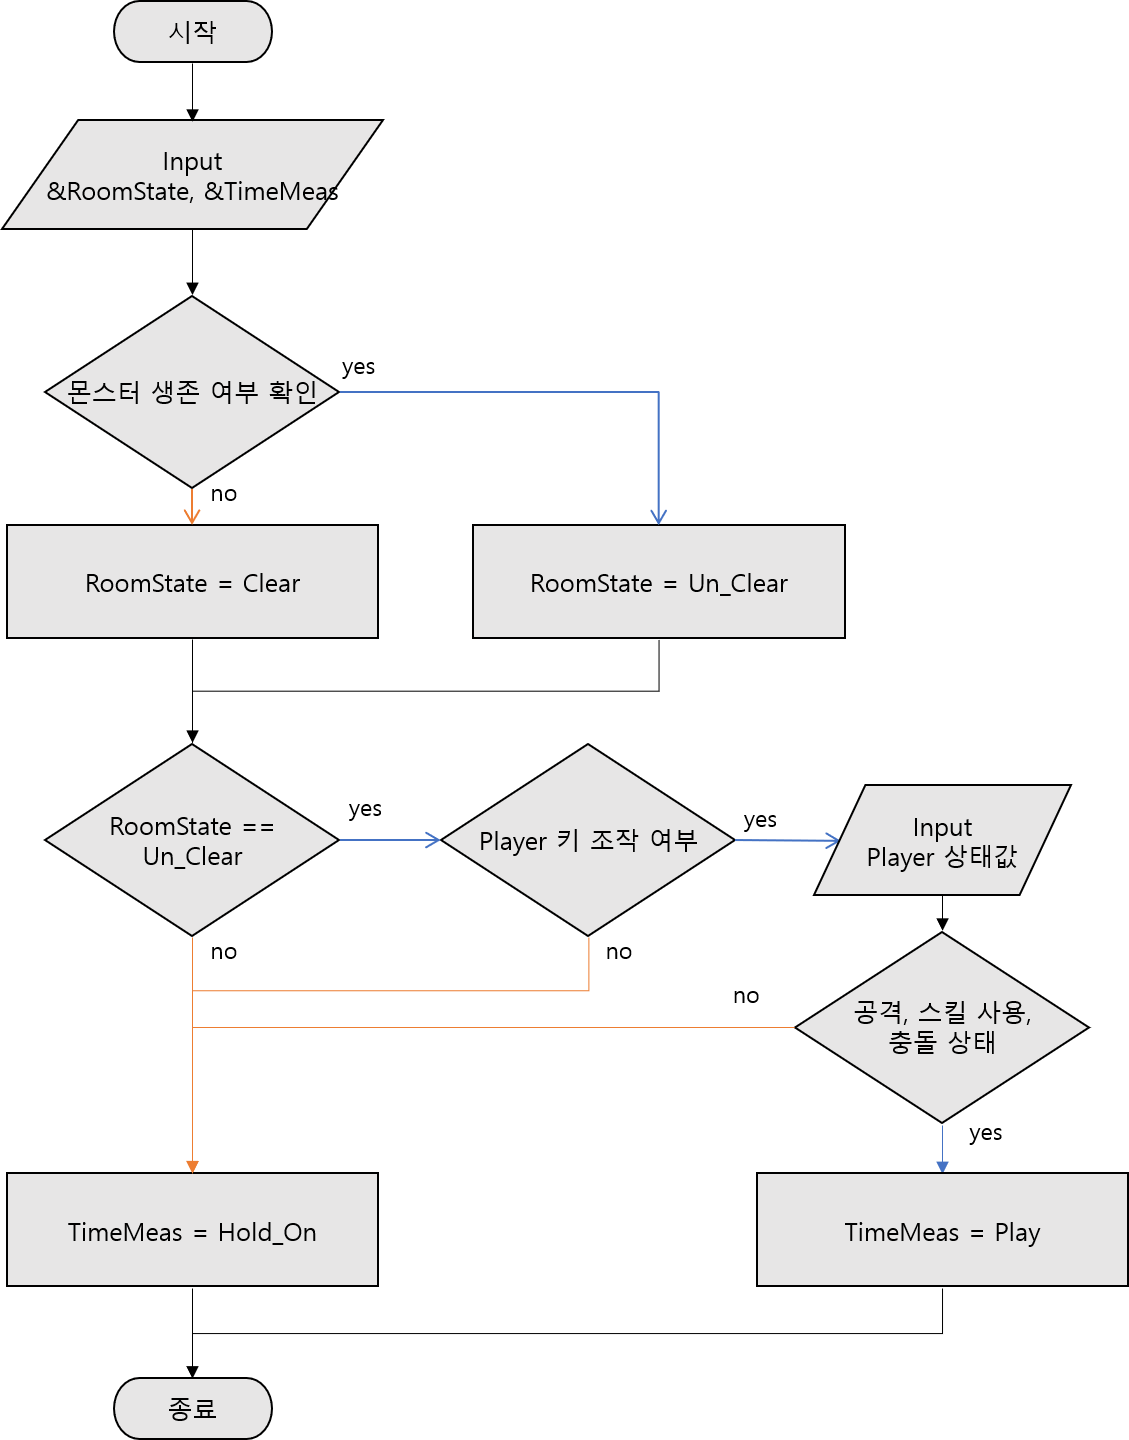 시작
Input
&RoomState, &TimeMeas
몬스터 생존 여부 확인
yes
no
RoomState = Clear
RoomState = Un_Clear
RoomState ==
Un_Clear
yes
no
Player 키 조작 여부
yes
no
Input
Player 상태값
공격, 스킬 사용,
충돌 상태
no
yes
TimeMeas = Hold_On
TimeMeas = Play
종료